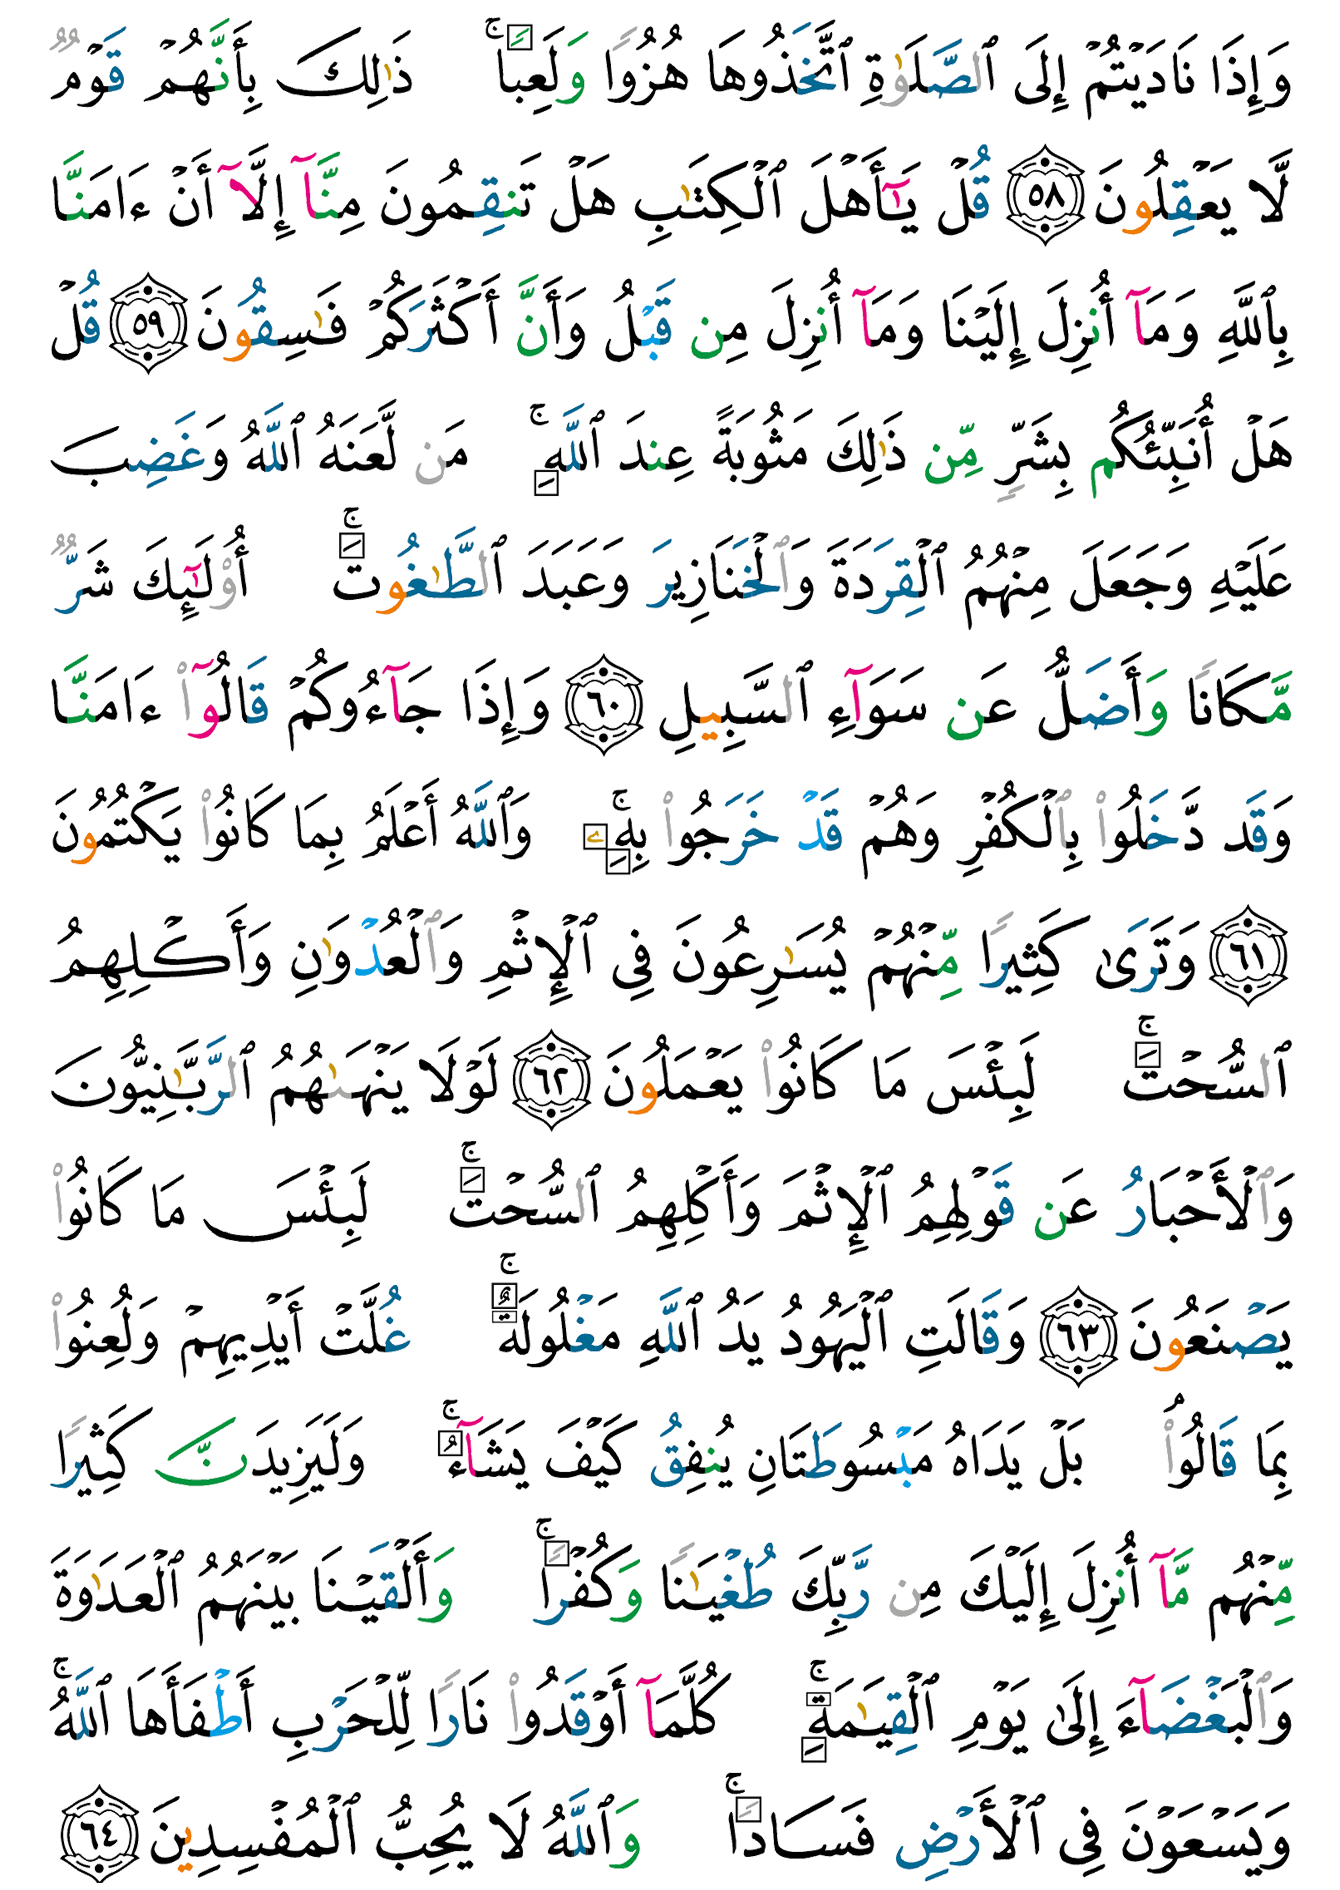 وَإِذَا نَادَيْتُمْ إِلَى ٱلصَّلَوٰةِ ٱتَّخَذُوهَا هُزُوًا وَلَعِبًا ۚ ذَٰلِكَ بِأَنَّهُمْ قَوْمٌ
لَّا يَعْقِلُونَ ٥٨ قُلْ يَـٰٓأَهْلَ ٱلْكِتَـٰبِ هَلْ تَنقِمُونَ مِنَّآ إِلَّآ أَنْ ءَامَنَّا
بِٱللَّهِ وَمَآ أُنزِلَ إِلَيْنَا وَمَآ أُنزِلَ مِن قَبْلُ وَأَنَّ أَكْثَرَكُمْ فَـٰسِقُونَ ٥٩ قُلْ
هَلْ أُنَبِّئُكُم بِشَرٍّ مِّن ذَٰلِكَ مَثُوبَةً عِندَ ٱللَّهِ ۚ مَن لَّعَنَهُ ٱللَّهُ وَغَضِبَ
عَلَيْهِ وَجَعَلَ مِنْهُمُ ٱلْقِرَدَةَ وَٱلْخَنَازِيرَ وَعَبَدَ ٱلطَّـٰغُوتَ ۚ أُو۟لَـٰٓئِكَ شَرٌّ
مَّكَانًا وَأَضَلُّ عَن سَوَآءِ ٱلسَّبِيلِ ٦٠ وَإِذَا جَآءُوكُمْ قَالُوٓا۟ ءَامَنَّا
وَقَد دَّخَلُوا۟ بِٱلْكُفْرِ وَهُمْ قَدْ خَرَجُوا۟ بِهِۦ ۚ وَٱللَّهُ أَعْلَمُ بِمَا كَانُوا۟ يَكْتُمُونَ
٦١ وَتَرَىٰ كَثِيرًا مِّنْهُمْ يُسَـٰرِعُونَ فِى ٱلْإِثْمِ وَٱلْعُدْوَٰنِ وَأَكْلِهِمُ
ٱلسُّحْتَ ۚ لَبِئْسَ مَا كَانُوا۟ يَعْمَلُونَ ٦٢ لَوْلَا يَنْهَىٰهُمُ ٱلرَّبَّـٰنِيُّونَ
وَٱلْأَحْبَارُ عَن قَوْلِهِمُ ٱلْإِثْمَ وَأَكْلِهِمُ ٱلسُّحْتَ ۚ لَبِئْسَ مَا كَانُوا۟
يَصْنَعُونَ ٦٣ وَقَالَتِ ٱلْيَهُودُ يَدُ ٱللَّهِ مَغْلُولَةٌ ۚ غُلَّتْ أَيْدِيهِمْ وَلُعِنُوا۟
بِمَا قَالُوا۟ ۘ بَلْ يَدَاهُ مَبْسُوطَتَانِ يُنفِقُ كَيْفَ يَشَآءُ ۚ وَلَيَزِيدَنَّ كَثِيرًا
مِّنْهُم مَّآ أُنزِلَ إِلَيْكَ مِن رَّبِّكَ طُغْيَـٰنًا وَكُفْرًا ۚ وَأَلْقَيْنَا بَيْنَهُمُ ٱلْعَدَٰوَةَ
وَٱلْبَغْضَآءَ إِلَىٰ يَوْمِ ٱلْقِيَـٰمَةِ ۚ كُلَّمَآ أَوْقَدُوا۟ نَارًا لِّلْحَرْبِ أَطْفَأَهَا ٱللَّهُ ۚ
وَيَسْعَوْنَ فِى ٱلْأَرْضِ فَسَادًا ۚ وَٱللَّهُ لَا يُحِبُّ ٱلْمُفْسِدِينَ ٦٤